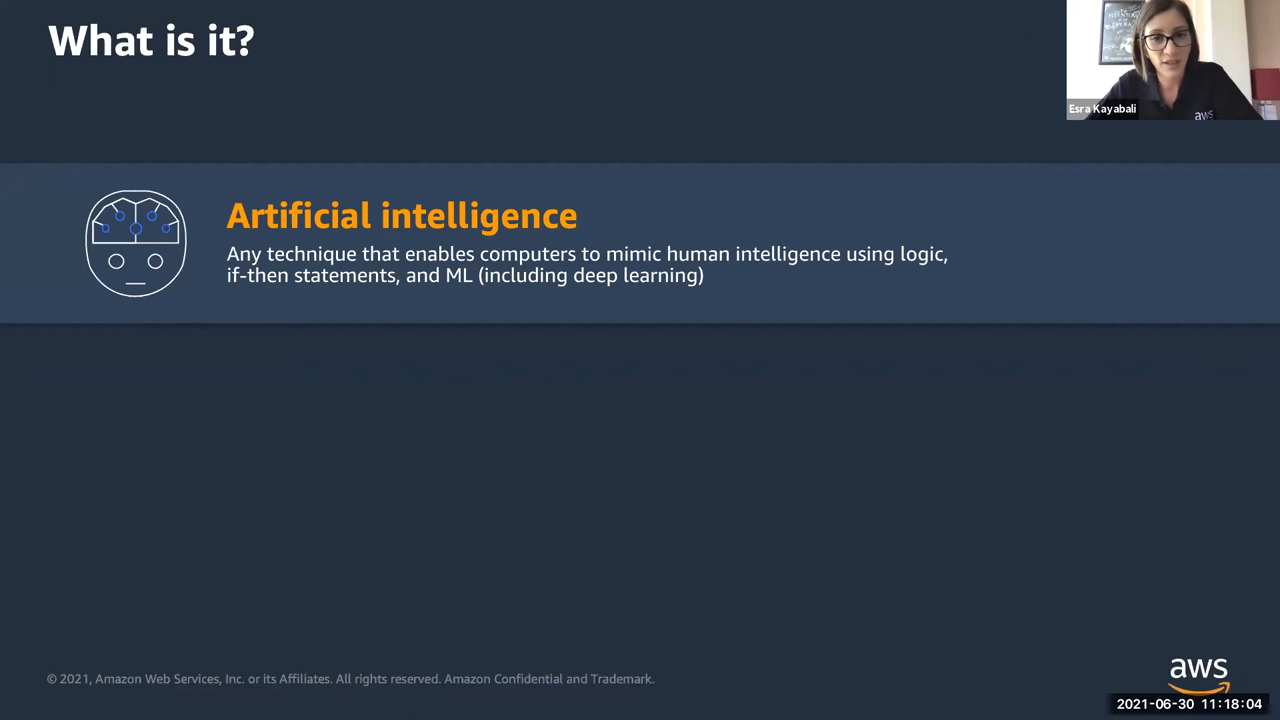 What is it?
Esra Kayabali
aws
Artificial intelligence
Any technique that enables computers to mimic human intelligence using logic,
if-then statements, and ML (including deep learning)
© 2021, Amazon Web Services, Inc. or its Affiliates. All rights reserved. Amazon Confidential and Trademark.
aws
2021-06-30 11:18:04